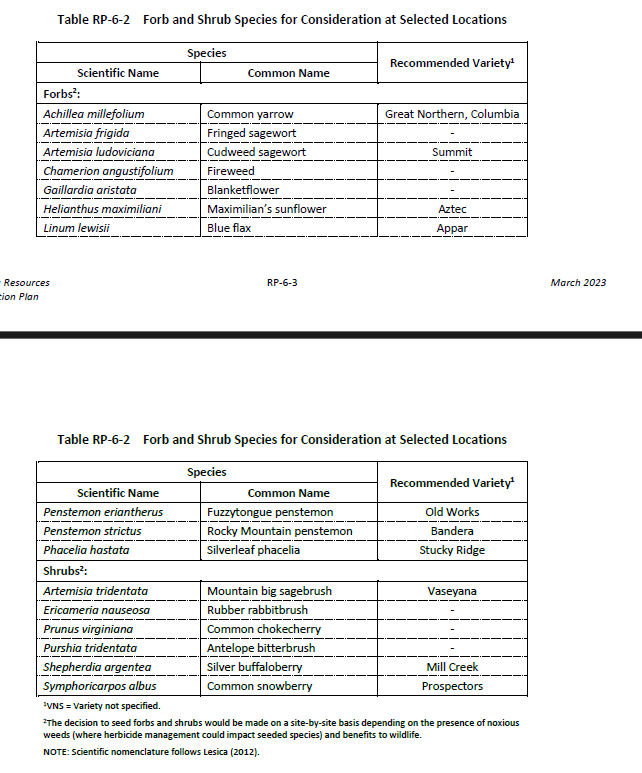 Table RP-6-2 Forb and Shrub Species for Consideration at Selected Locations
Species
Recommended Variety¹
Scientific Name Common Name
Forbs²:
Achillea millefolium Common yarrow Great Northern, Columbia
Artemisia frigida Fringed sagewort -
Artemisia ludoviciana Cudweed sagewort Summit
Chamerion angustifolium Fireweed -
Gaillardia aristata Blanketflower -
Helianthus maximiliani Maximilian's sunflower Aztec
Linum lewisii Blue flax Appar
Resources RP-6-3 March 2023
tion Plan
Table RP-6-2 Forb and Shrub Species for Consideration at Selected Locations
Species
Recommended Variety¹
Scientific Name Common Name
Penstemon eriantherus Fuzzytongue penstemon Old Works
Penstemon strictus Rocky Mountain penstemon Bandera
Phacelia hastata Silverleaf phacelia Stucky Ridge
Shrubs²:
Artemisia tridentata Mountain big sagebrush Vaseyana
Ericameria nauseosa Rubber rabbitbrush -
Prunus virginiana Common chokecherry -
Purshia tridentata Antelope bitterbrush -
Shepherdia argentea Silver buffaloberry Mill Creek
Symphoricarpos albus Common snowberry Prospectors
¹VNS = Variety not specified.
²The decision to seed forbs and shrubs would be made on a site-by-site basis depending on the presence of noxious
weeds (where herbicide management could impact seeded species) and benefits to wildlife.
NOTE: Scientific nomenclature follows Lesica (2012).